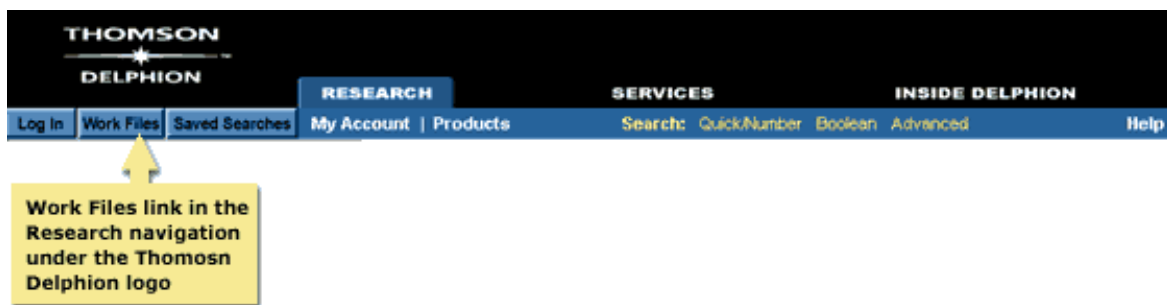 THOMSON
DELPHION
RESEARCH SERVICES INSIDE DELPHION
Log In Work Files Saved Searches My Account | Products Search: Quick/Number Boolean Advanced Help
Work Files link in the
Research navigation
under the Thomosn
Delphion logo